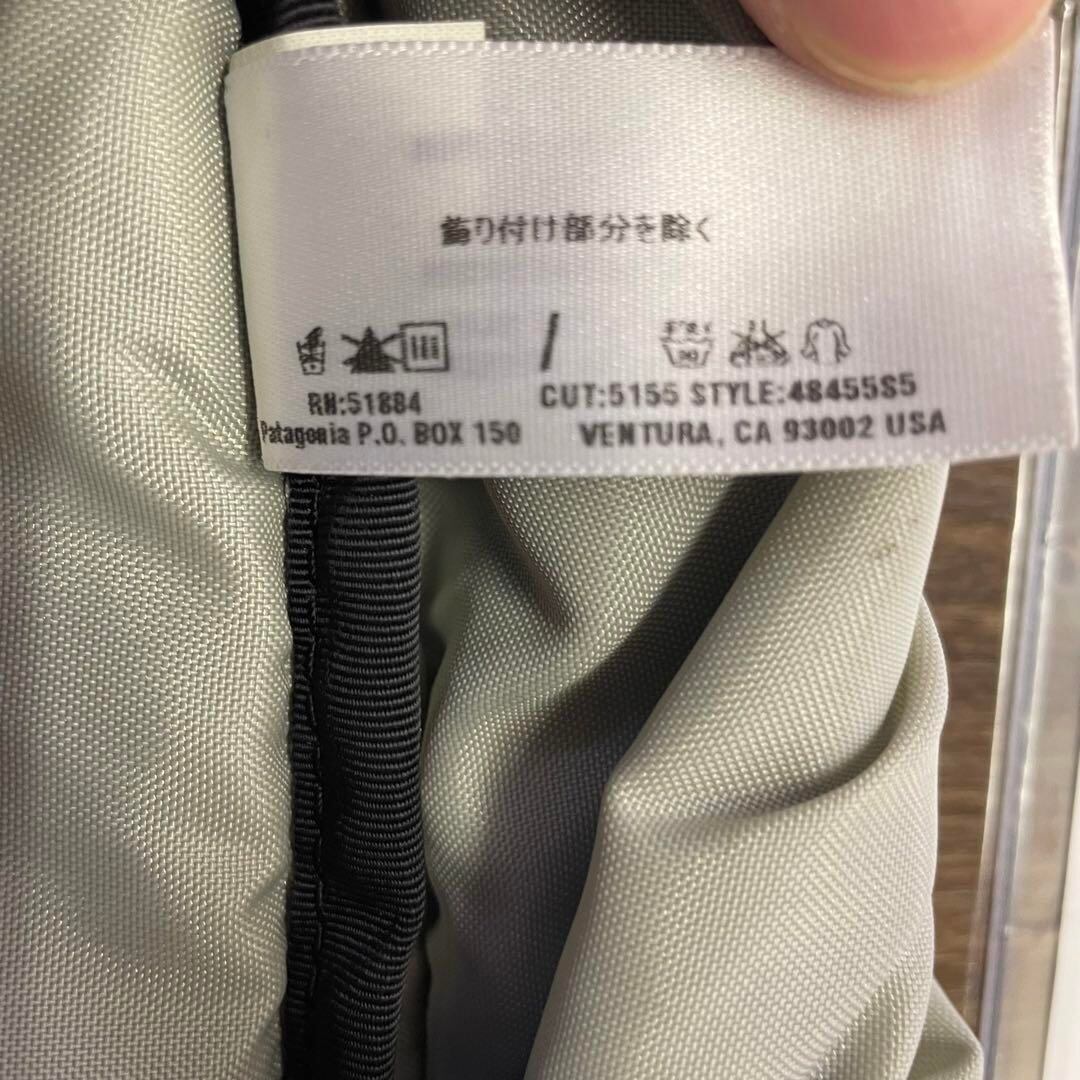 飾り付け部分を除く
/
RN:51884 CUT:5155 STYLE:48455S5
Patagonia P.O. BOX 150 VENTURA, CA 93002 USA